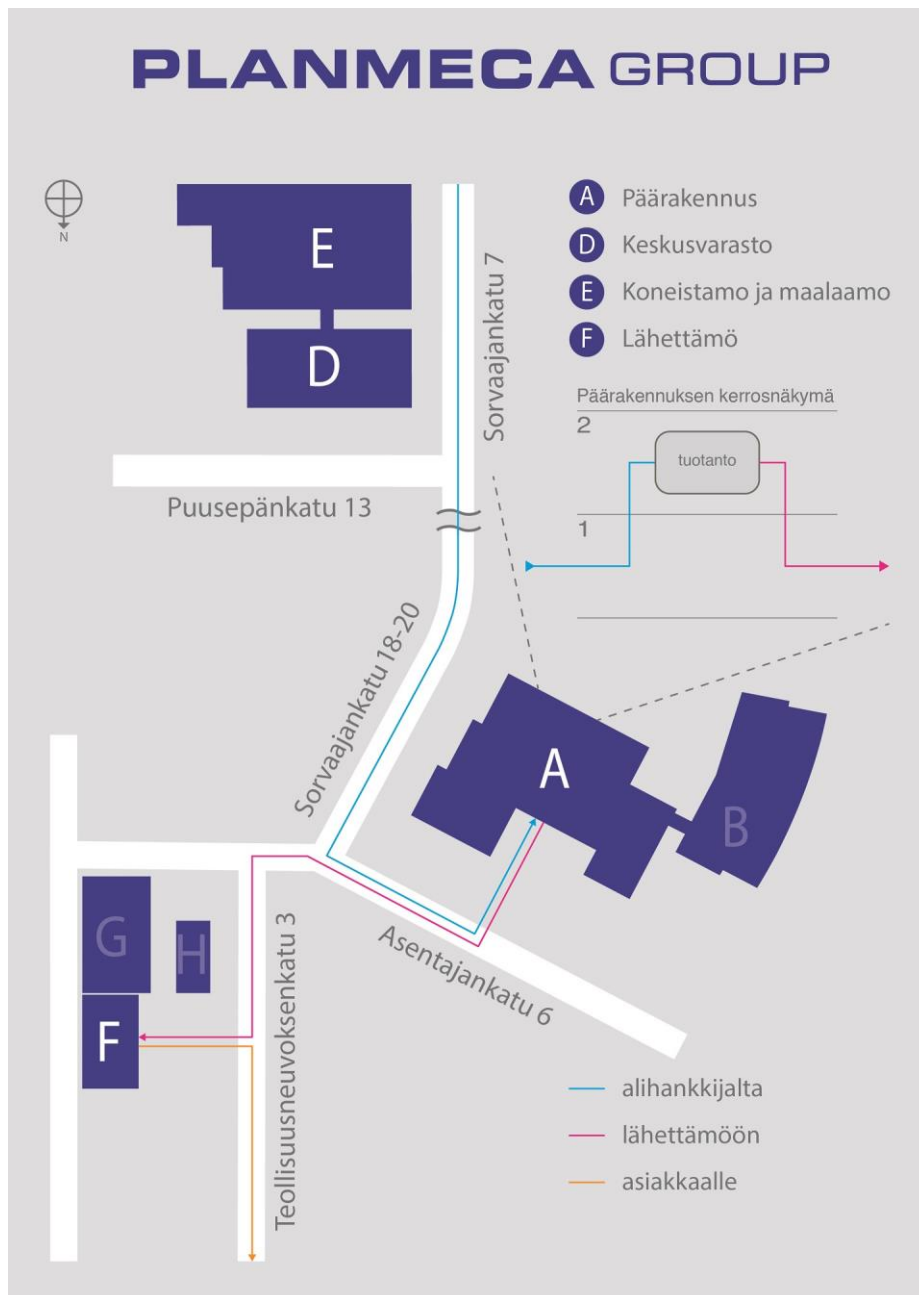 PLANMECA GROUP
N
E
D
Sorvaajankatu 7
Puusepänkatu 13
A Päärakennus
D Keskusvarasto
E Koneistamo ja maalaamo
F Lähettämö
Päärakennuksen kerrosnäkymä
2
tuotanto
1
Sorvaajankatu 18-20
A
B
G
H
F
Asentajankatu 6
Teollisuusneuvoksenkatu 3
alihankkijalta
lähettämöön
asiakkaalle